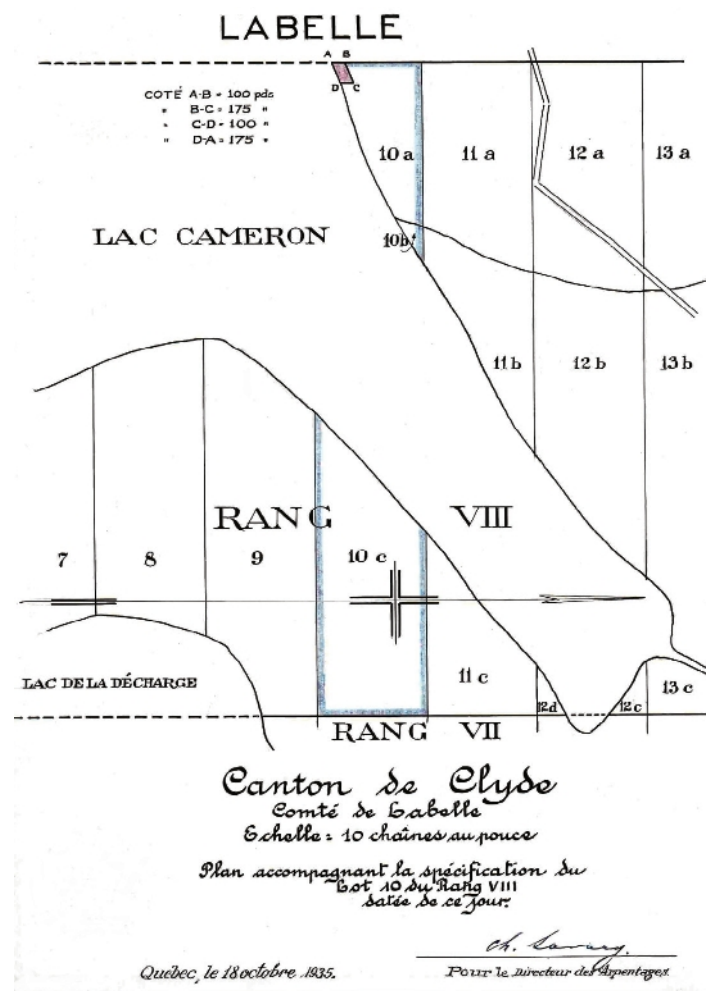 LABELLE
A B
COTÉ A-B = 100 pds
" B-C = 175 "
" C-D = 100 "
" D-A = 175 "
D C
10 a 11 a 12 a 13 a
LAC CAMERON
10b
11b 12 b 13 b
RANG VIII
7 8 9 10 c
LAC DE LA DÉCHARGE
11 c 13 c
12d 12c
RANG VII
Canton de Clyde
Comté de Labelle
Echelle = 10 chaînes au pouce
Plan accompagnant la spécification du
Lot 10 du Rang VIII
datée de ce jour.
Ch. Savary.
Québec, le 18 octobre 1935.
Pour le Directeur des Arpentages.